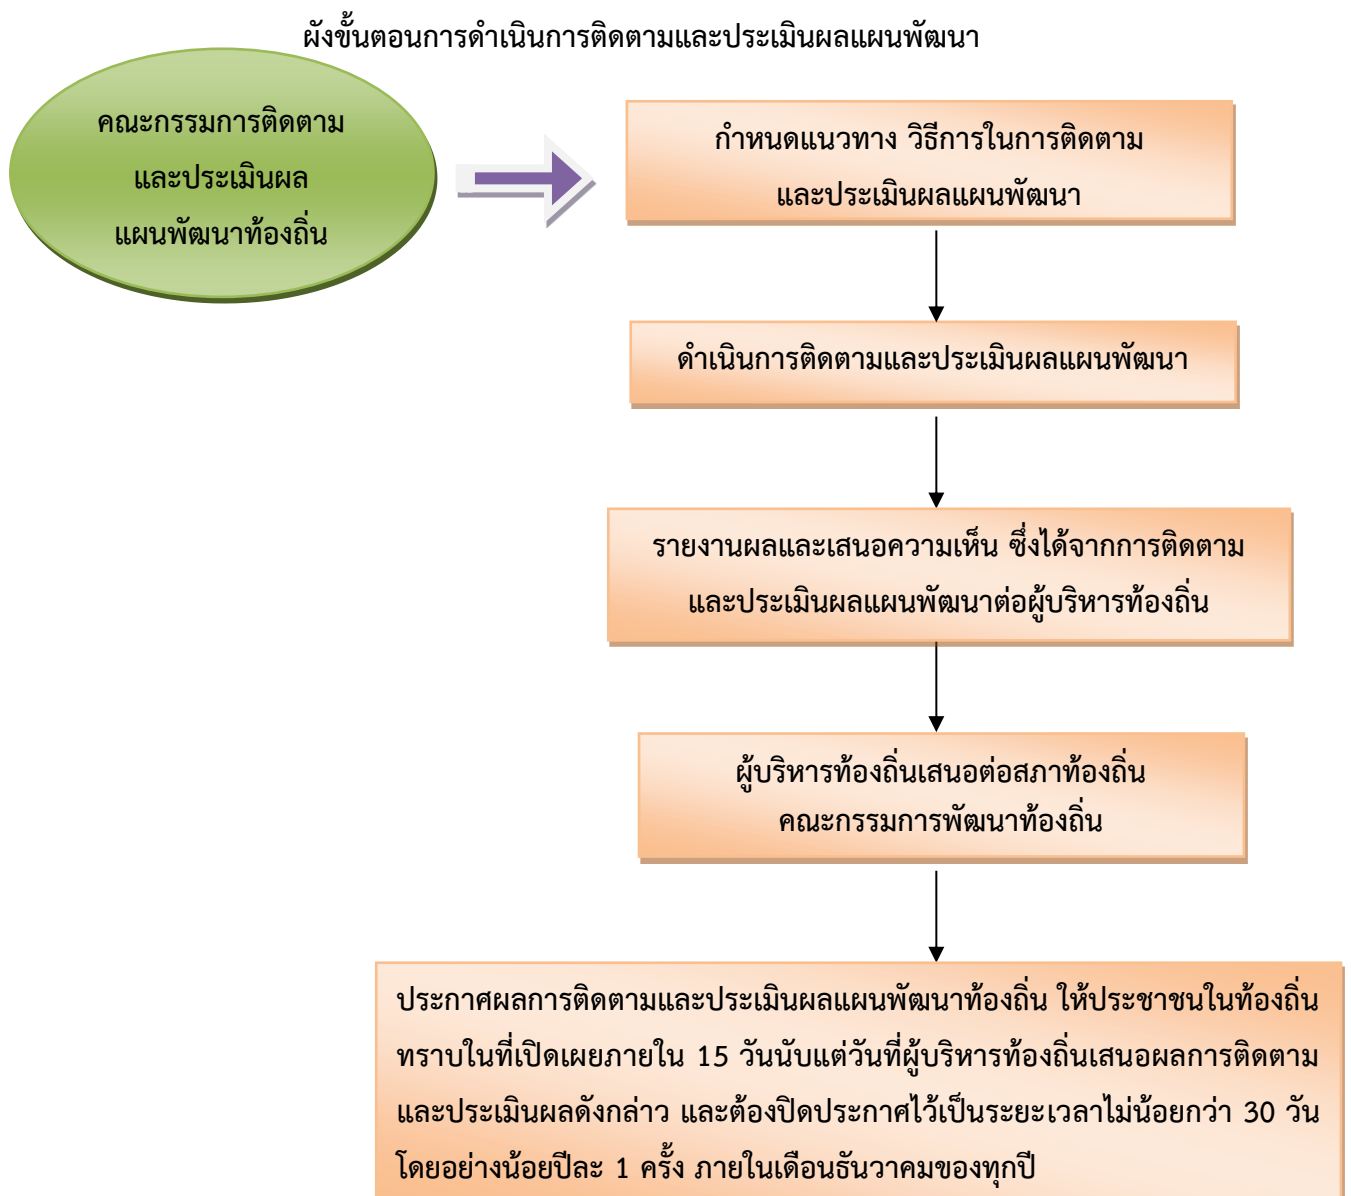 ผังขั้นตอนการดำเนินการติดตามและประเมินผลแผนพัฒนา
คณะกรรมการติดตาม
และประเมินผล
แผนพัฒนาท้องถิ่น
กำหนดแนวทาง วิธีการในการติดตาม
และประเมินผลแผนพัฒนา
ดำเนินการติดตามและประเมินผลแผนพัฒนา
รายงานผลและเสนอความเห็น ซึ่งได้จากการติดตาม
และประเมินผลแผนพัฒนาต่อผู้บริหารท้องถิ่น
ผู้บริหารท้องถิ่นเสนอต่อสภาท้องถิ่น
คณะกรรมการพัฒนาท้องถิ่น
ประกาศผลการติดตามและประเมินผลแผนพัฒนาท้องถิ่น ให้ประชาชนในท้องถิ่น
ทราบในที่เปิดเผยภายใน 15 วันนับแต่วันที่ผู้บริหารท้องถิ่นเสนอผลการติดตาม
และประเมินผลดังกล่าว และต้องปิดประกาศไว้เป็นระยะเวลาไม่น้อยกว่า 30 วัน
โดยอย่างน้อยปีละ 1 ครั้ง ภายในเดือนธันวาคมของทุกปี